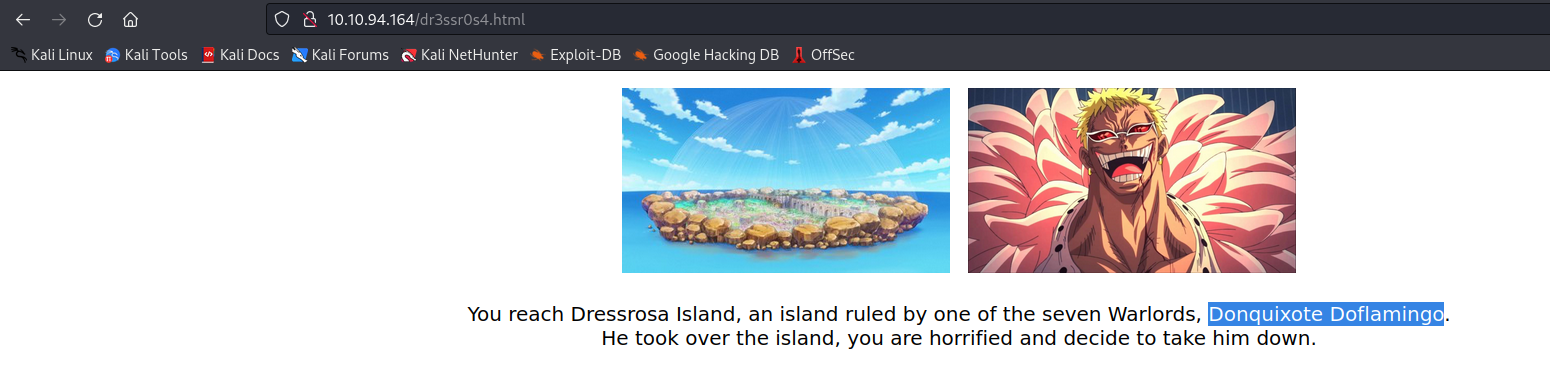 10.10.94.164/dr3ssr0s4.html
Kali Linux Kali Tools Kali Docs Kali Forums Kali NetHunter Exploit-DB Google Hacking DB OffSec
You reach Dressrosa Island, an island ruled by one of the seven Warlords, Donquixote Doflamingo.
He took over the island, you are horrified and decide to take him down.